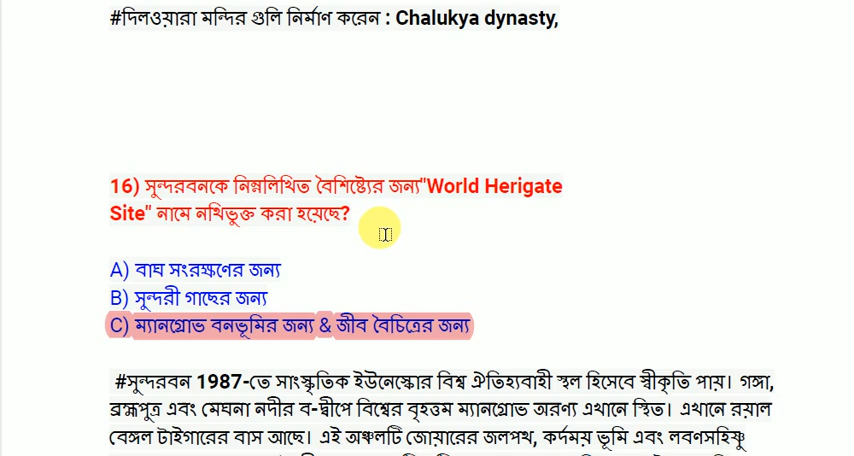 #দিলওয়ারা মন্দির গুলি নির্মাণ করেন : Chalukya dynasty,
16) সুন্দরবনকে নিম্নলিখিত বৈশিষ্ট্যের জন্য"World Herigate
Site" নামে নথিভুক্ত করা হয়েছে?
A) বাঘ সংরক্ষণের জন্য
B) সুন্দরী গাছের জন্য
C) ম্যানগ্রোভ বনভূমির জন্য & জীব বৈচিত্রের জন্য
#সুন্দরবন 1987-তে সাংস্কৃতিক ইউনেস্কোর বিশ্ব ঐতিহ্যবাহী স্থল হিসেবে স্বীকৃতি পায়। গঙ্গা,
ব্রহ্মপুত্র এবং মেঘনা নদীর ব-দ্বীপে বিশ্বের বৃহত্তম ম্যানগ্রোভ অরণ্য এখানে স্থিত। এখানে রয়াল
বেঙ্গল টাইগারের বাস আছে। এই অঞ্চলটি জোয়ারের জলপথ, কর্দময় ভূমি এবং লবণসহিষ্ণু